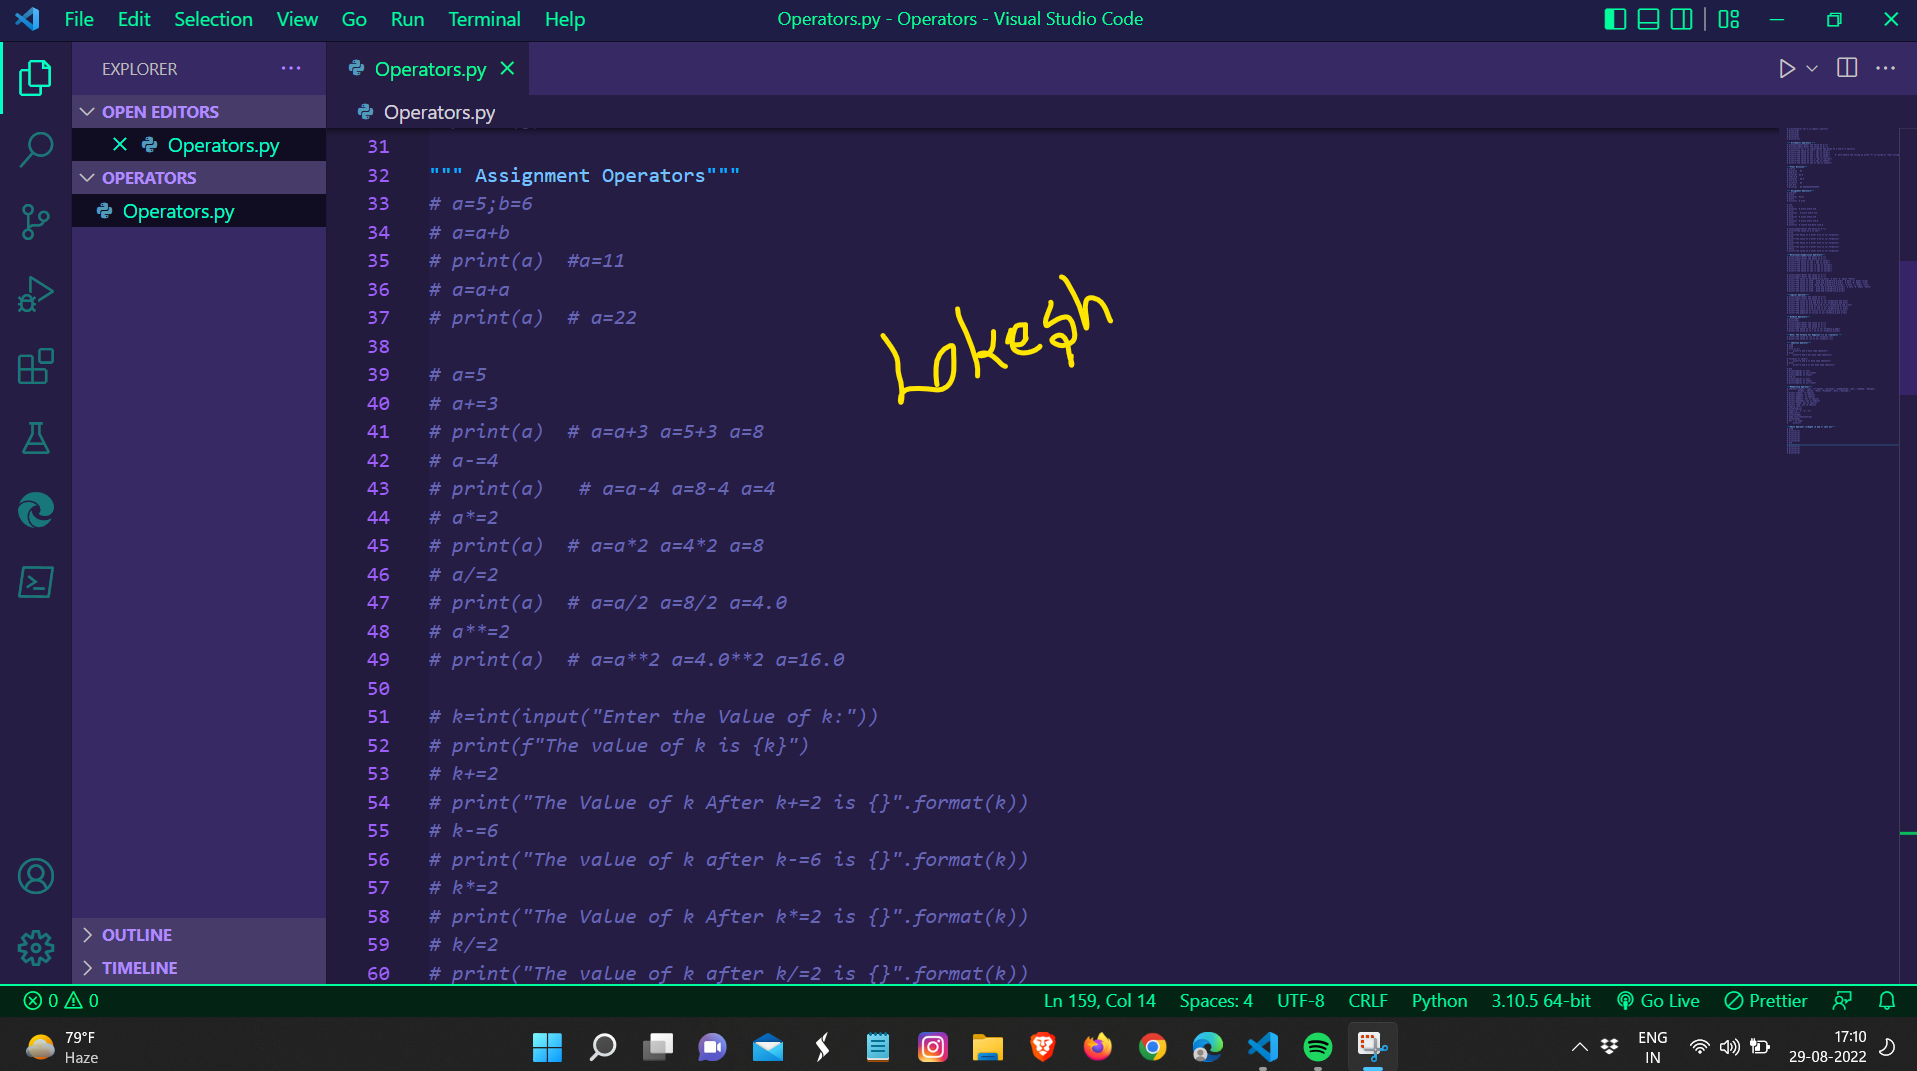 File Edit Selection View Go Run Terminal Help Operators.py - Operators - Visual Studio Code
EXPLORER
OPEN EDITORS
Operators.py
OPERATORS
Operators.py
OUTLINE
TIMELINE
Operators.py
Operators.py
31
32 """ Assignment Operators"""
33 # a=5;b=6
34 # a=a+b
35 # print(a)  #a=11
36 # a=a+a
37 # print(a)  # a=22
38
39 # a=5
40 # a+=3
41 # print(a)  # a=a+3 a=5+3 a=8
42 # a-=4
43 # print(a)   # a=a-4 a=8-4 a=4
44 # a*=2
45 # print(a)  # a=a*2 a=4*2 a=8
46 # a/=2
47 # print(a)  # a=a/2 a=8/2 a=4.0
48 # a**=2
49 # print(a)  # a=a**2 a=4.0**2 a=16.0
50
51 # k=int(input("Enter the Value of k:"))
52 # print(f"The value of k is {k}")
53 # k+=2
54 # print("The Value of k After k+=2 is {}".format(k))
55 # k-=6
56 # print("The value of k after k-=6 is {}".format(k))
57 # k*=2
58 # print("The Value of k After k*=2 is {}".format(k))
59 # k/=2
60 # print("The value of k after k/=2 is {}".format(k))
Lokesh
0 0 Ln 159, Col 14 Spaces: 4 UTF-8 CRLF Python 3.10.5 64-bit Go Live Prettier
79°F
Haze
ENG
IN
17:10
29-08-2022